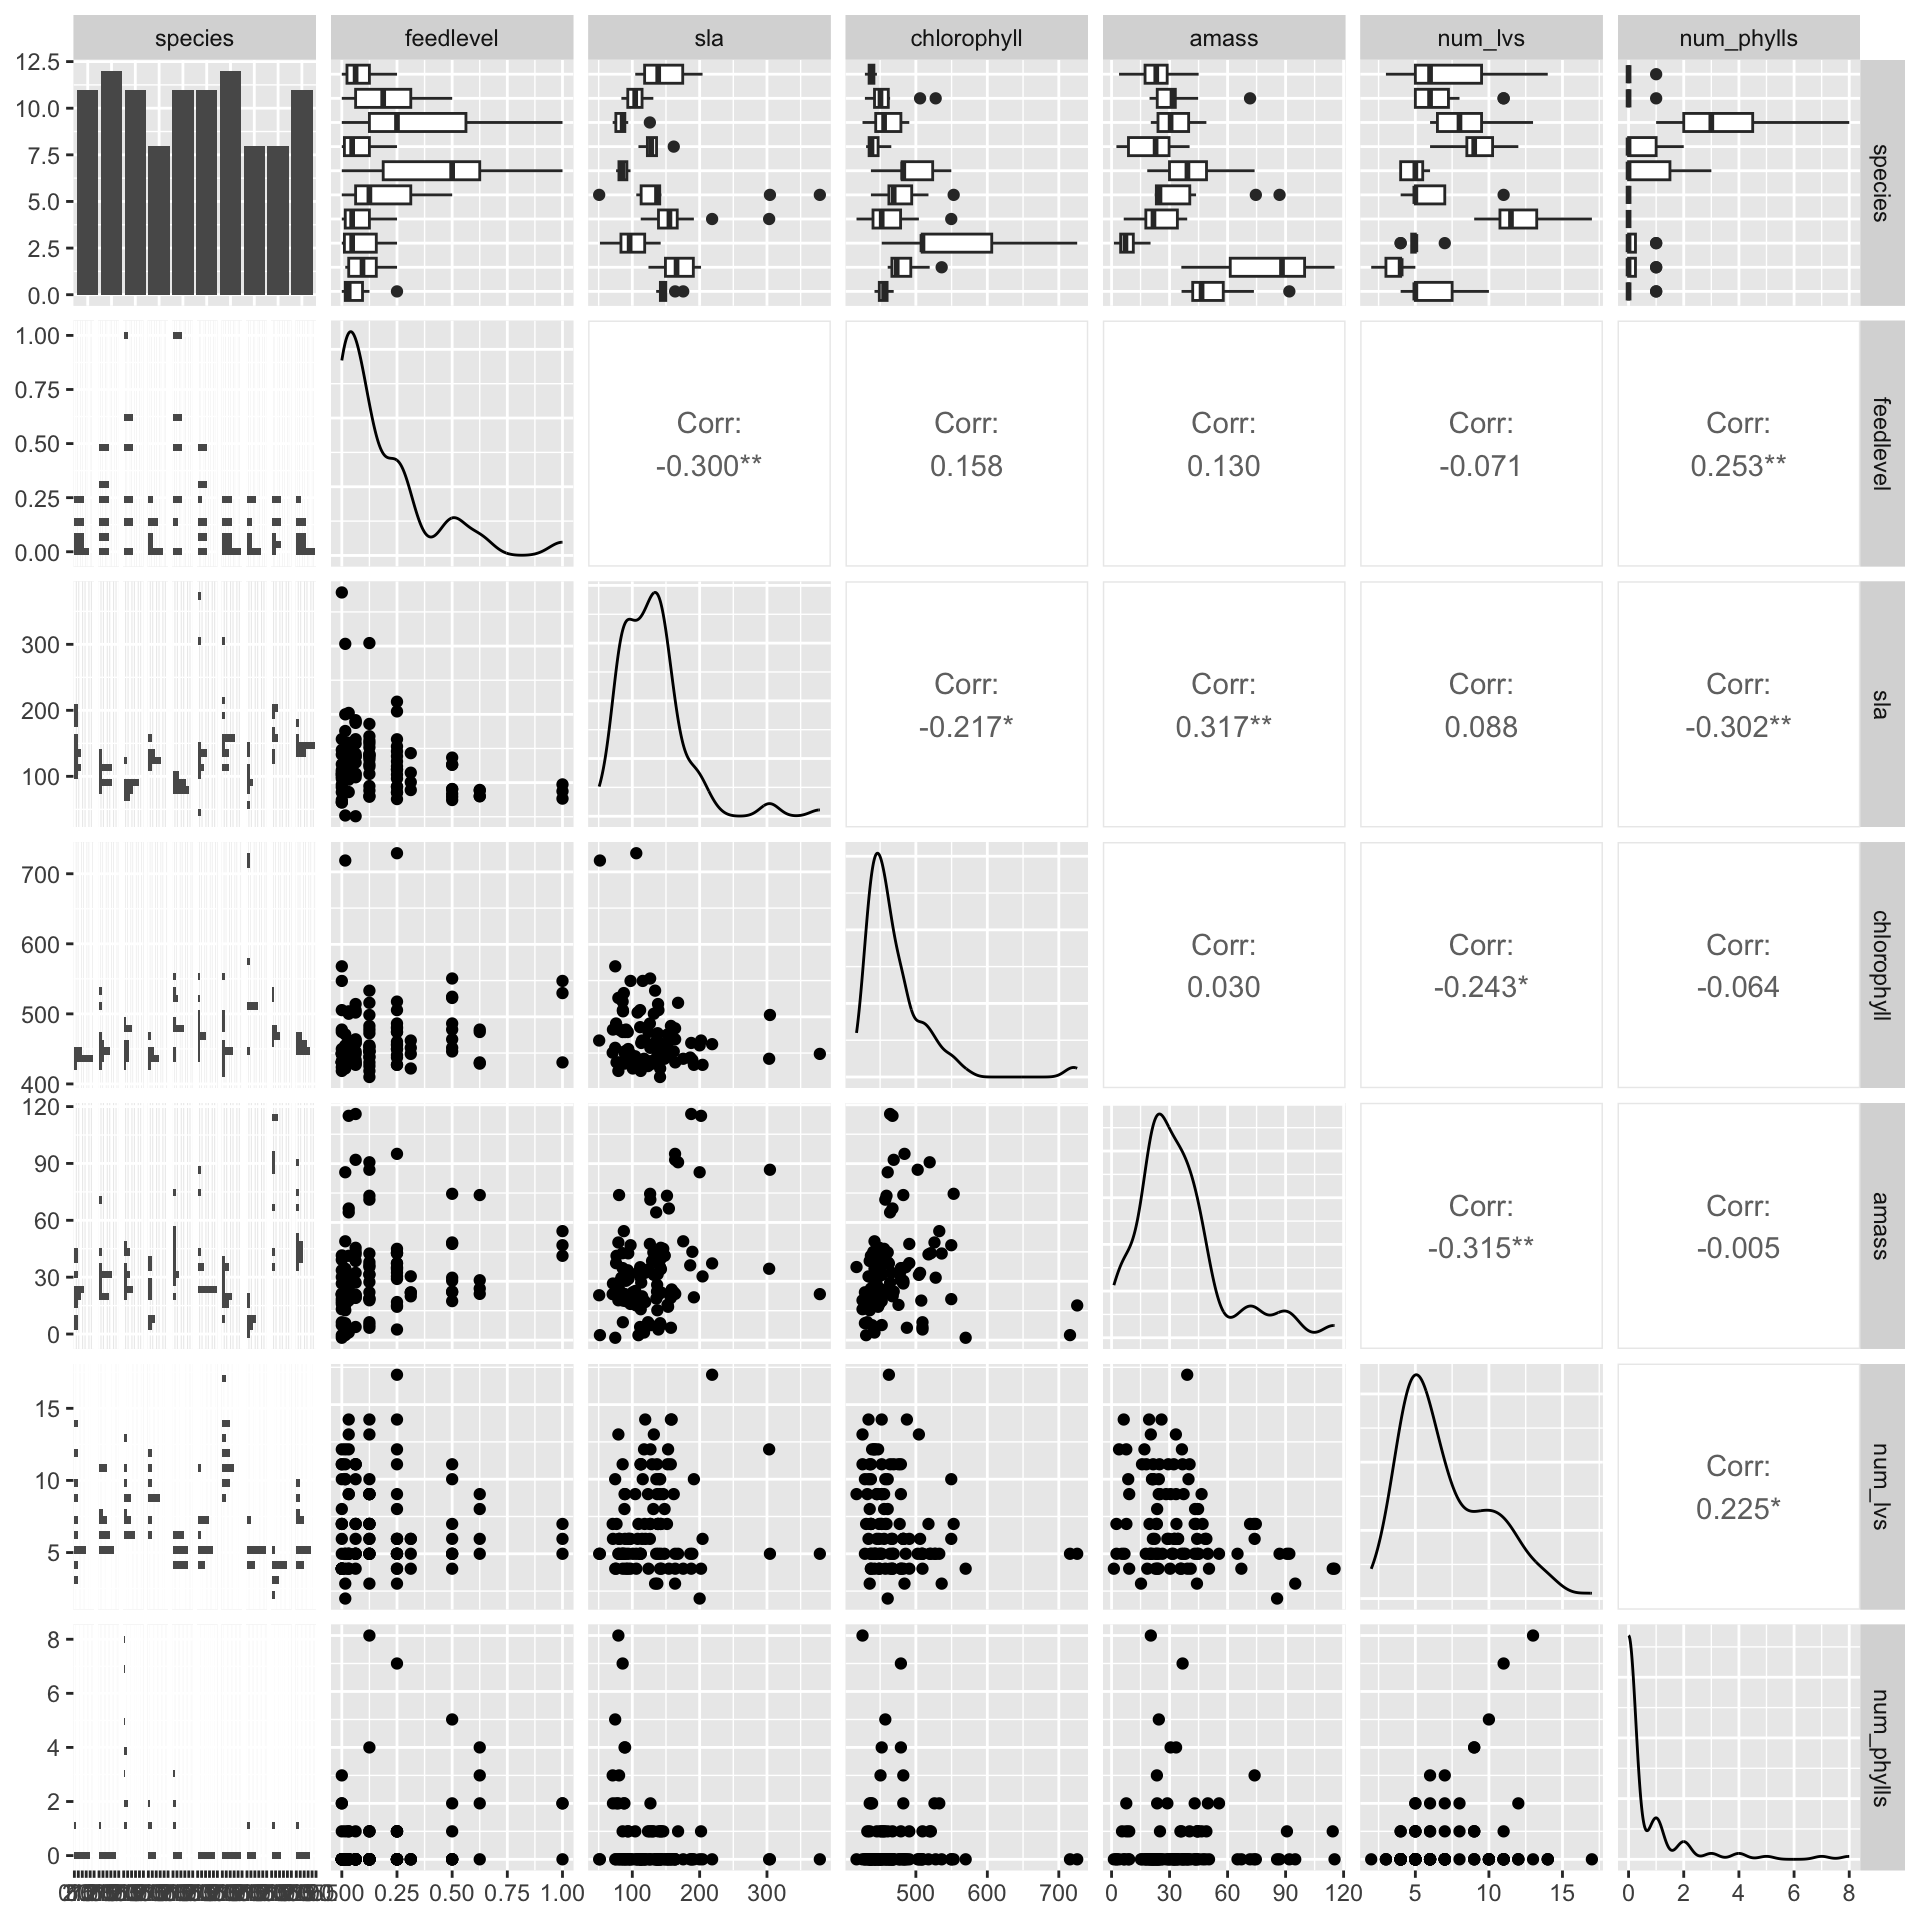 species feedlevel sla chlorophyll amass num_lvs num_phylls
12.5
10.0
7.5
5.0
2.5
0.0
species
1.00
0.75
0.50
0.25
0.00
Corr: Corr: Corr: Corr: Corr:
-0.300** 0.158 0.130 -0.071 0.253**
feedlevel
300
200
100
Corr: Corr: Corr: Corr:
-0.217* 0.317** 0.088 -0.302**
sla
700
600
500
400
Corr: Corr: Corr:
0.030 -0.243* -0.064
chlorophyll
120
90
60
30
0
Corr: Corr:
-0.315** -0.005
amass
15
10
5
Corr:
0.225*
num_lvs
8
6
4
2
0
num_phylls
0.25 0.50 0.75 1.00 100 200 300 500 600 700 0 30 60 90 120 5 10 15 0 2 4 6 8